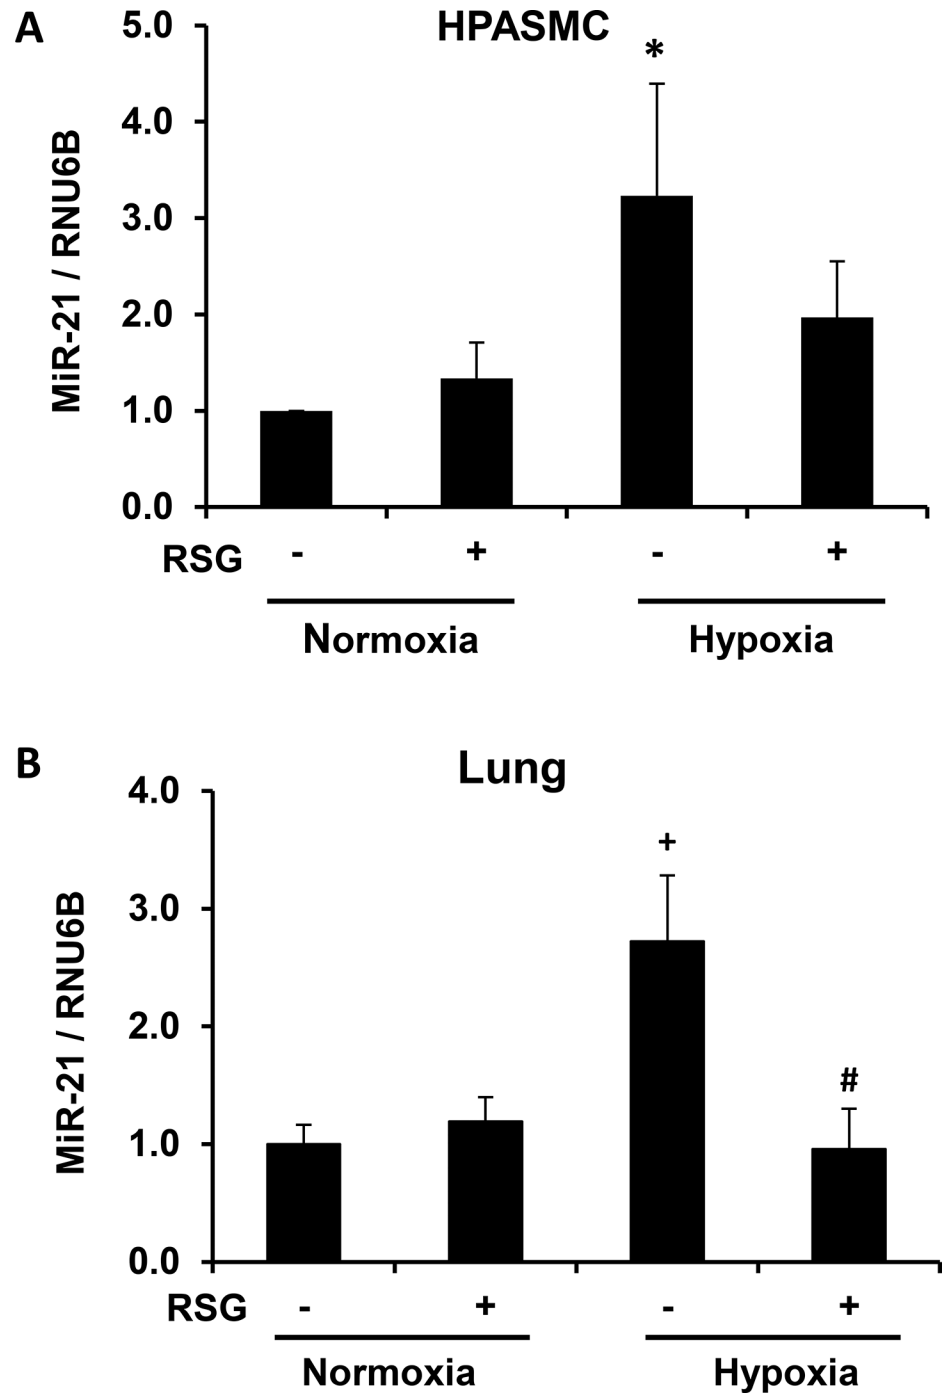 A
HPASMC
MiR-21 / RNU6B
5.0
*
4.0
3.0
2.0
1.0
0.0
RSG - + - +
Normoxia Hypoxia
B
Lung
MiR-21 / RNU6B
4.0
+
3.0
2.0
#
1.0
0.0
RSG - + - +
Normoxia Hypoxia